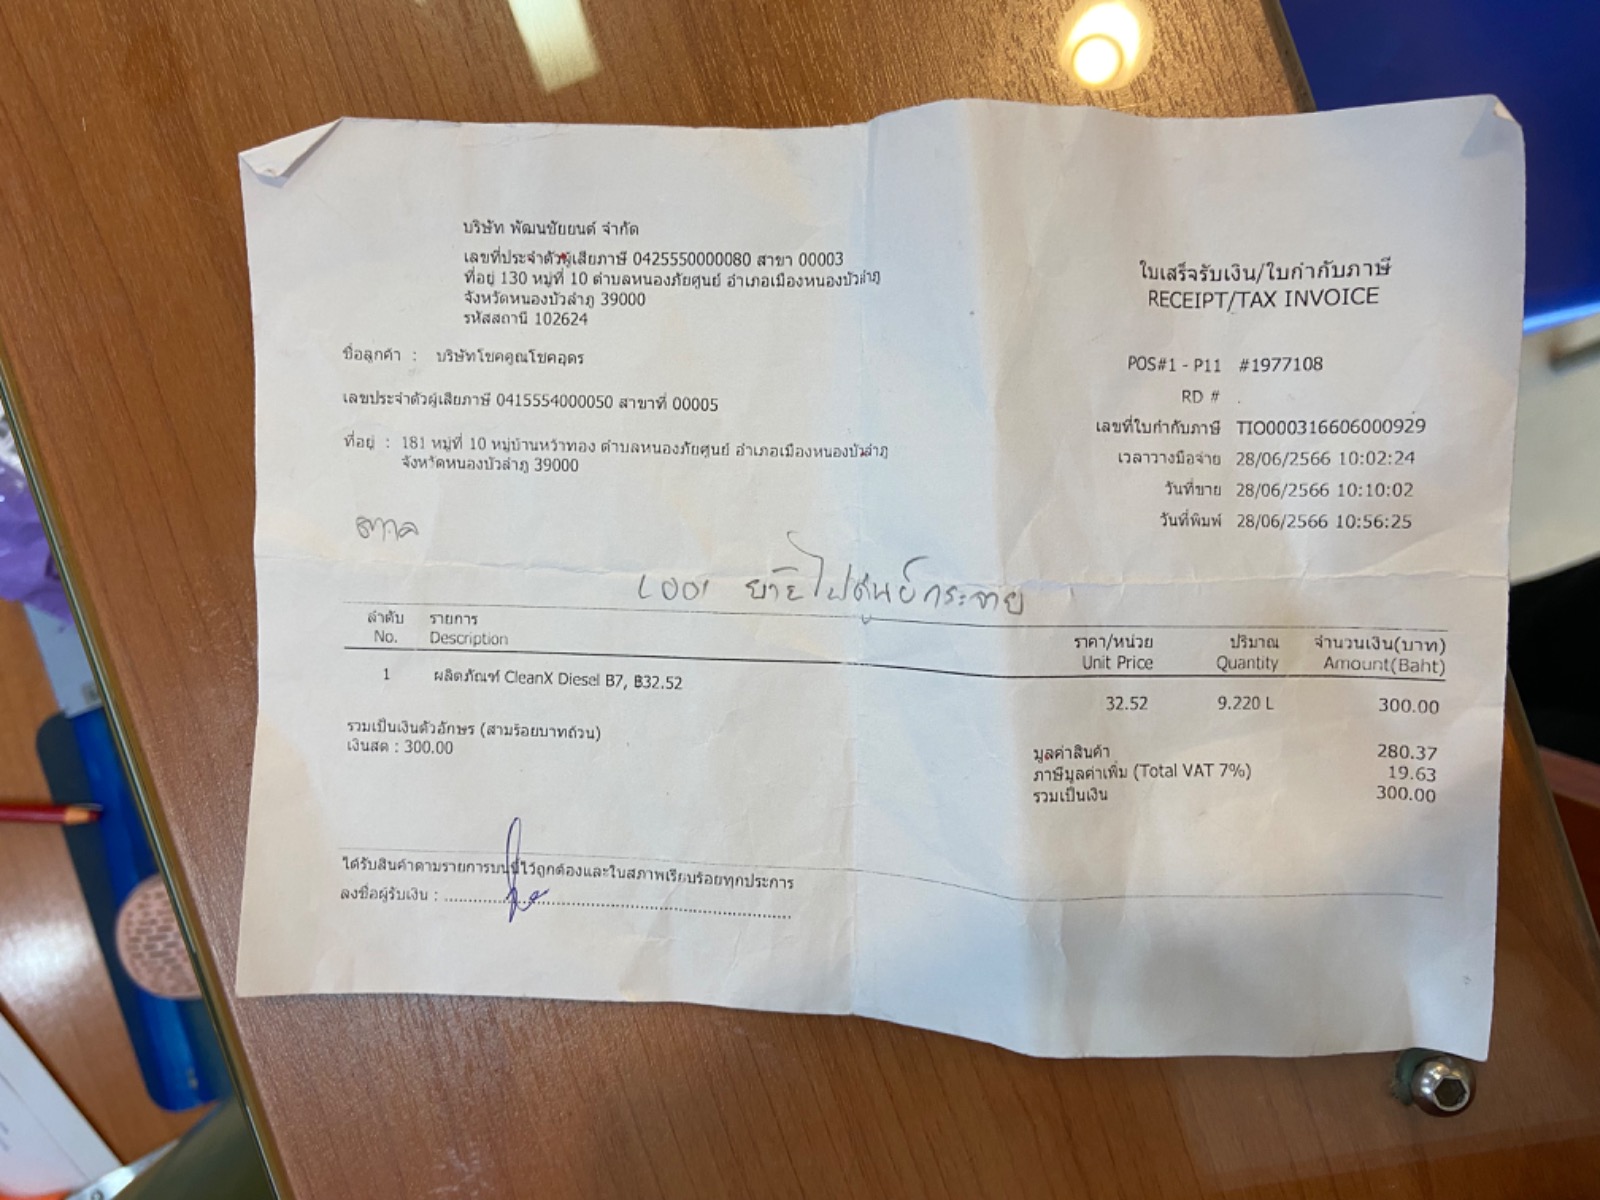 บริษัท พัฒนชัยยนต์ จำกัด
เลขที่ประจำตัวผู้เสียภาษี 0425550000080 สาขา 00003
ที่อยู่ 130 หมู่ที่ 10 ตำบลหนองภัยศูนย์ อำเภอเมืองหนองบัวลำภู
จังหวัดหนองบัวลำภู 39000
รหัสสถานี 102624
ใบเสร็จรับเงิน/ใบกำกับภาษี
RECEIPT/TAX INVOICE
ชื่อลูกค้า : บริษัทโชคคูณโชคอุดร
เลขประจำตัวผู้เสียภาษี 0415554000050 สาขาที่ 00005
ที่อยู่ : 181 หมู่ที่ 10 หมู่บ้านหว้าทอง ตำบลหนองภัยศูนย์ อำเภอเมืองหนองบัวลำภู
จังหวัดหนองบัวลำภู 39000
POS#1 - P11 #1977108
RD # .
เลขที่ใบกำกับภาษี TIO000316606000929
เวลาวางมือจ่าย 28/06/2566 10:02:24
วันที่ขาย 28/06/2566 10:10:02
วันที่พิมพ์ 28/06/2566 10:56:25
ไปศูนย์กระจาย
ลำดับ รายการ ราคา/หน่วย ปริมาณ จำนวนเงิน(บาท)
No. Description Unit Price Quantity Amount(Baht)
1 ผลิตภัณฑ์ CleanX Diesel B7, ฿32.52 32.52 9.220 L 300.00
รวมเป็นเงินตัวอักษร (สามร้อยบาทถ้วน)
เงินสด : 300.00
มูลค่าสินค้า 280.37
ภาษีมูลค่าเพิ่ม (Total VAT 7%) 19.63
รวมเป็นเงิน 300.00
ได้รับสินค้าตามรายการบนนี้ไว้ถูกต้องและในสภาพเรียบร้อยทุกประการ
ลงชื่อผู้รับเงิน :